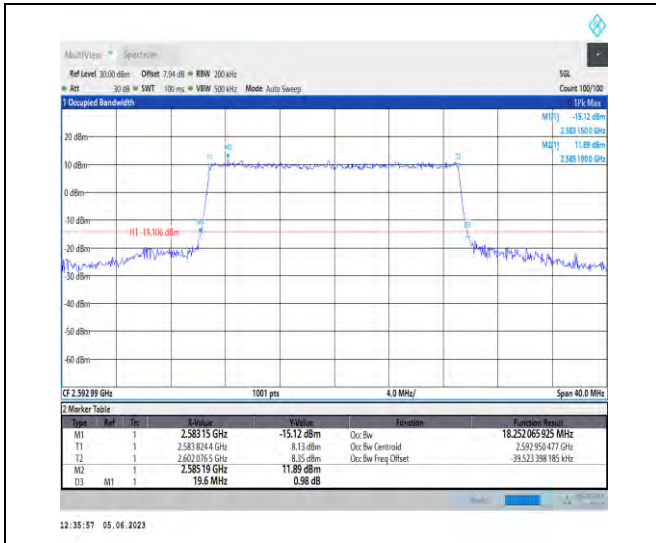 MultiView Spectrum
Ref Level 30.00 dBm Offset 7.94 dB RBW 200 kHz SGL
Att 30 dB SWT 100 ms VBW 500 kHz Mode Auto Sweep Count 100/100
1 Occupied Bandwidth 1Pk Max
M1[1] -15.12 dBm
2.583 150 0 GHz
M2[1] 11.89 dBm
2.585 190 0 GHz
20 dBm
M2
T1 T2
10 dBm
0 dBm
-10 dBm
M1 D3
H1 -14.106 dBm
-20 dBm
-30 dBm
-40 dBm
-50 dBm
-60 dBm
CF 2.592 99 GHz 1001 pts 4.0 MHz/ Span 40.0 MHz
2 Marker Table
Type Ref Trc X-Value Y-Value Function Function Result
M1 1 2.583 15 GHz -15.12 dBm Occ Bw 18.252 065 925 MHz
T1 1 2.583 824 4 GHz 8.13 dBm Occ Bw Centroid 2.592 950 477 GHz
T2 1 2.602 076 5 GHz 8.35 dBm Occ Bw Freq Offset -39.523 398 185 kHz
M2 1 2.585 19 GHz 11.89 dBm
D3 M1 1 19.6 MHz 0.98 dB
12:35:57 05.06.2023